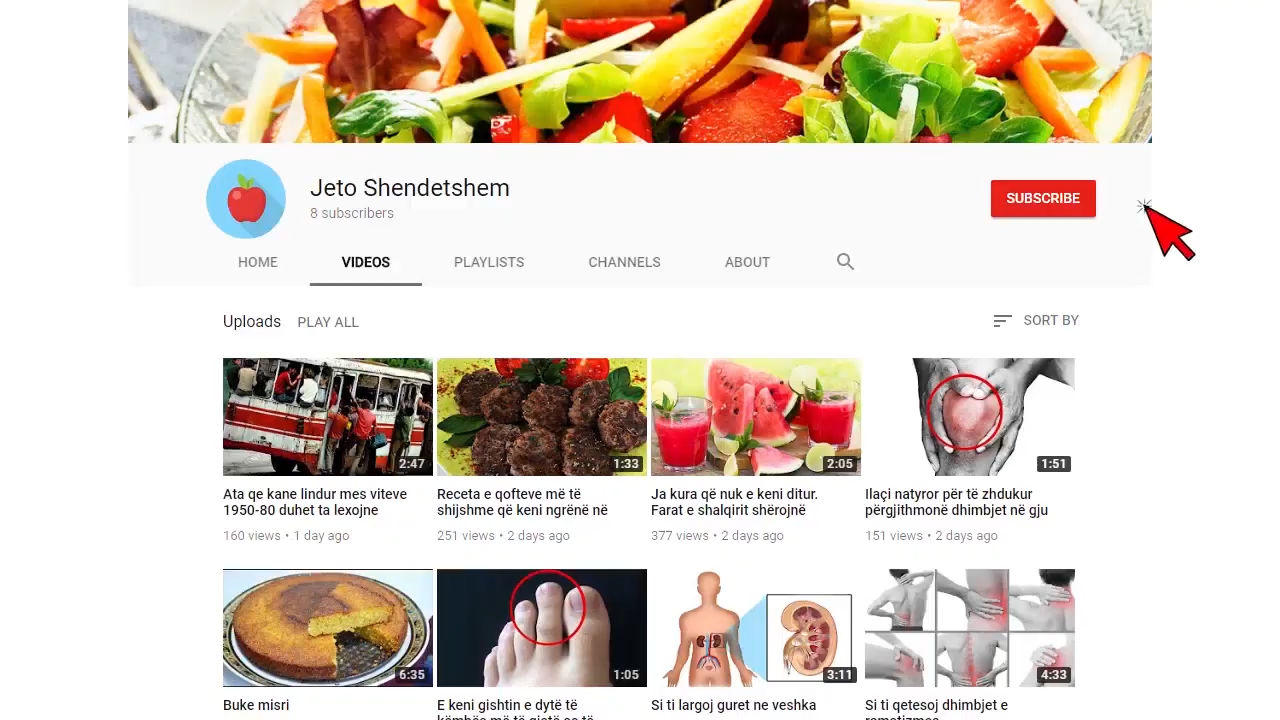 Jeto Shendetshem
8 subscribers
SUBSCRIBE
HOME VIDEOS PLAYLISTS CHANNELS ABOUT
Uploads PLAY ALL SORT BY
2:47 1:33 2:05 1:51
Ata qe kane lindur mes viteve
1950-80 duhet ta lexojne
160 views • 1 day ago
Receta e qofteve më të
shijshme që keni ngrënë në
251 views • 2 days ago
Ja kura që nuk e keni ditur.
Farat e shalqirit shërojnë
377 views • 2 days ago
Ilaçi natyror për të zhdukur
përgjithmonë dhimbjet në gju
151 views • 2 days ago
6:35 1:05 3:11 4:33
Buke misri
E keni gishtin e dytë të
Si ti largoj guret ne veshka
Si ti qetesoj dhimbjet e